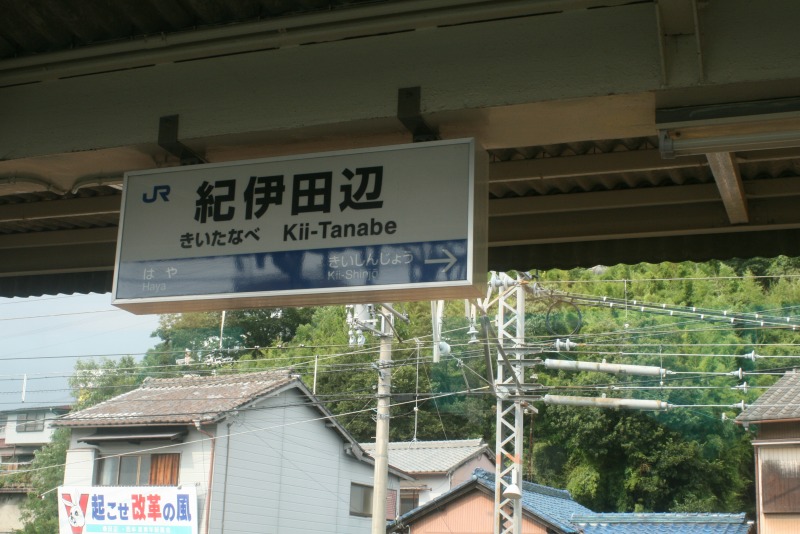 JR
紀伊田辺
きいたなべ Kii-Tanabe
はや
Haya
きいしんじょう
Kii-Shinjō
起こせ改革の風